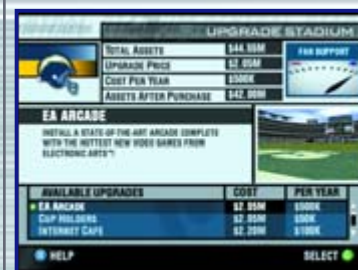 UPGRADE STADIUM
TOTAL ASSETS $44.05M
UPGRADE PRICE $2.05M
COST PER YEAR $500K
ASSETS AFTER PURCHASE $42.00M
FAN SUPPORT
EA ARCADE
INSTALL A STATE-OF-THE-ART ARCADE COMPLETE
WITH THE HOTTEST NEW VIDEO GAMES FROM
ELECTRONIC ARTS™!
AVAILABLE UPGRADES COST PER YEAR
EA ARCADE $2.05M $500K
CUP HOLDERS $2.05M $50K
INTERNET CAFE $2.20M $100K
HELP
SELECT